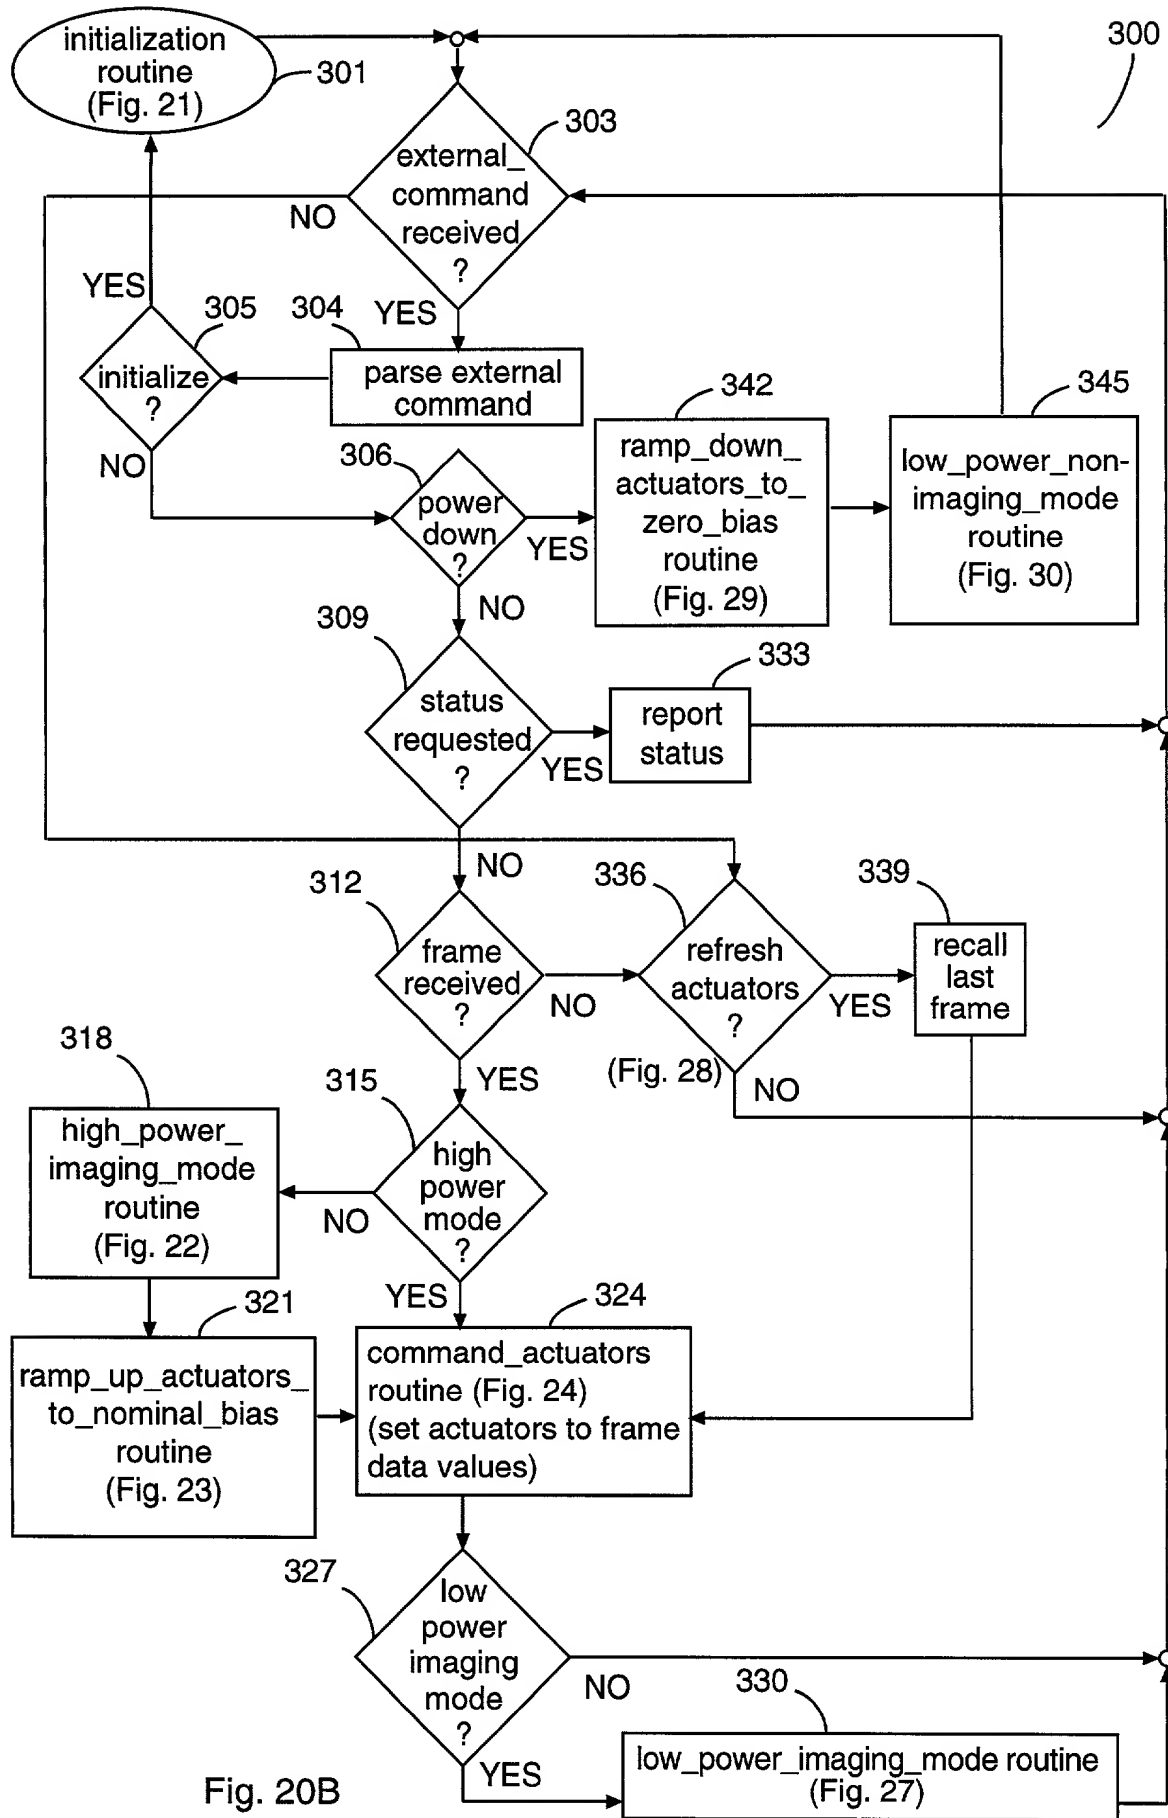 initialization
routine
(Fig. 21)
301
300
303
external_
command
received
?
NO
YES
YES
305
304
initialize
?
parse external
command
NO
342
345
306
power
down
?
YES
ramp_down_
actuators_to_
zero_bias
routine
(Fig. 29)
low_power_non-
imaging_mode
routine
(Fig. 30)
NO
309
333
status
requested
?
YES
report
status
NO
312
336
339
frame
received
?
NO
refresh
actuators
?
YES
recall
last
frame
(Fig. 28)
NO
YES
318
315
high_power_
imaging_mode
routine
(Fig. 22)
high
power
mode
?
NO
YES
321
324
ramp_up_actuators_
to_nominal_bias
routine
(Fig. 23)
command_actuators
routine (Fig. 24)
(set actuators to frame
data values)
327
low
power
imaging
mode
?
NO
330
YES
low_power_imaging_mode routine
(Fig. 27)
Fig. 20B